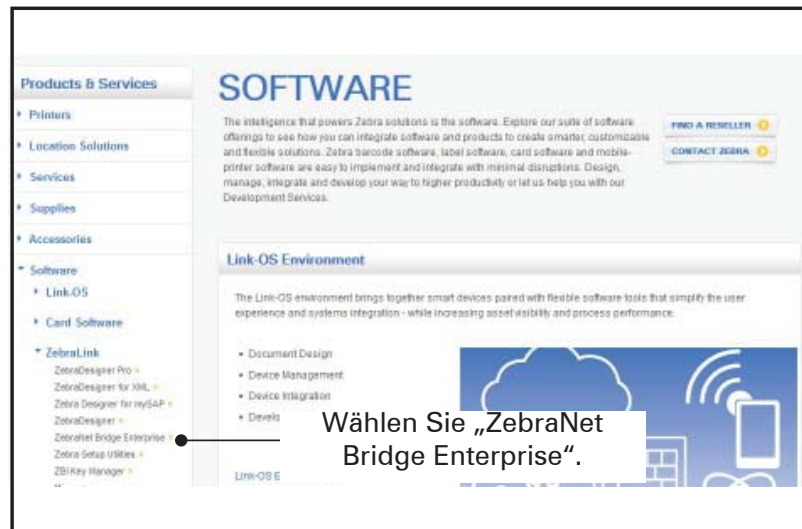 Products & Services
Printers
Location Solutions
Services
Supplies
Accessories
Software
Link-OS
Card Software
ZebraLink
ZebraDesigner Pro
ZebraDesigner for XML
Zebra Designer for mySAP
ZebraDesigner
ZebraNet Bridge Enterprise
Zebra Setup Utilities
ZBI Key Manager
SOFTWARE
The intelligence that powers Zebra solutions is the software. Explore our suite of software
offerings to see how you can integrate software and products to create smarter, customizable
and flexible solutions. Zebra barcode software, label software, card software and mobile-
printer software are easy to implement and integrate with minimal disruptions. Design,
manage, integrate and develop your way to higher productivity or let us help you with our
Development Services.
FIND A RESELLER
CONTACT ZEBRA
Link-OS Environment
The Link-OS environment brings together smart devices paired with flexible software tools that simplify the user
experience and systems integration - while increasing asset visibility and process performance.
• Document Design
• Device Management
• Device Integration
• Develo
Link-OS E
Wählen Sie „ZebraNet
Bridge Enterprise“.